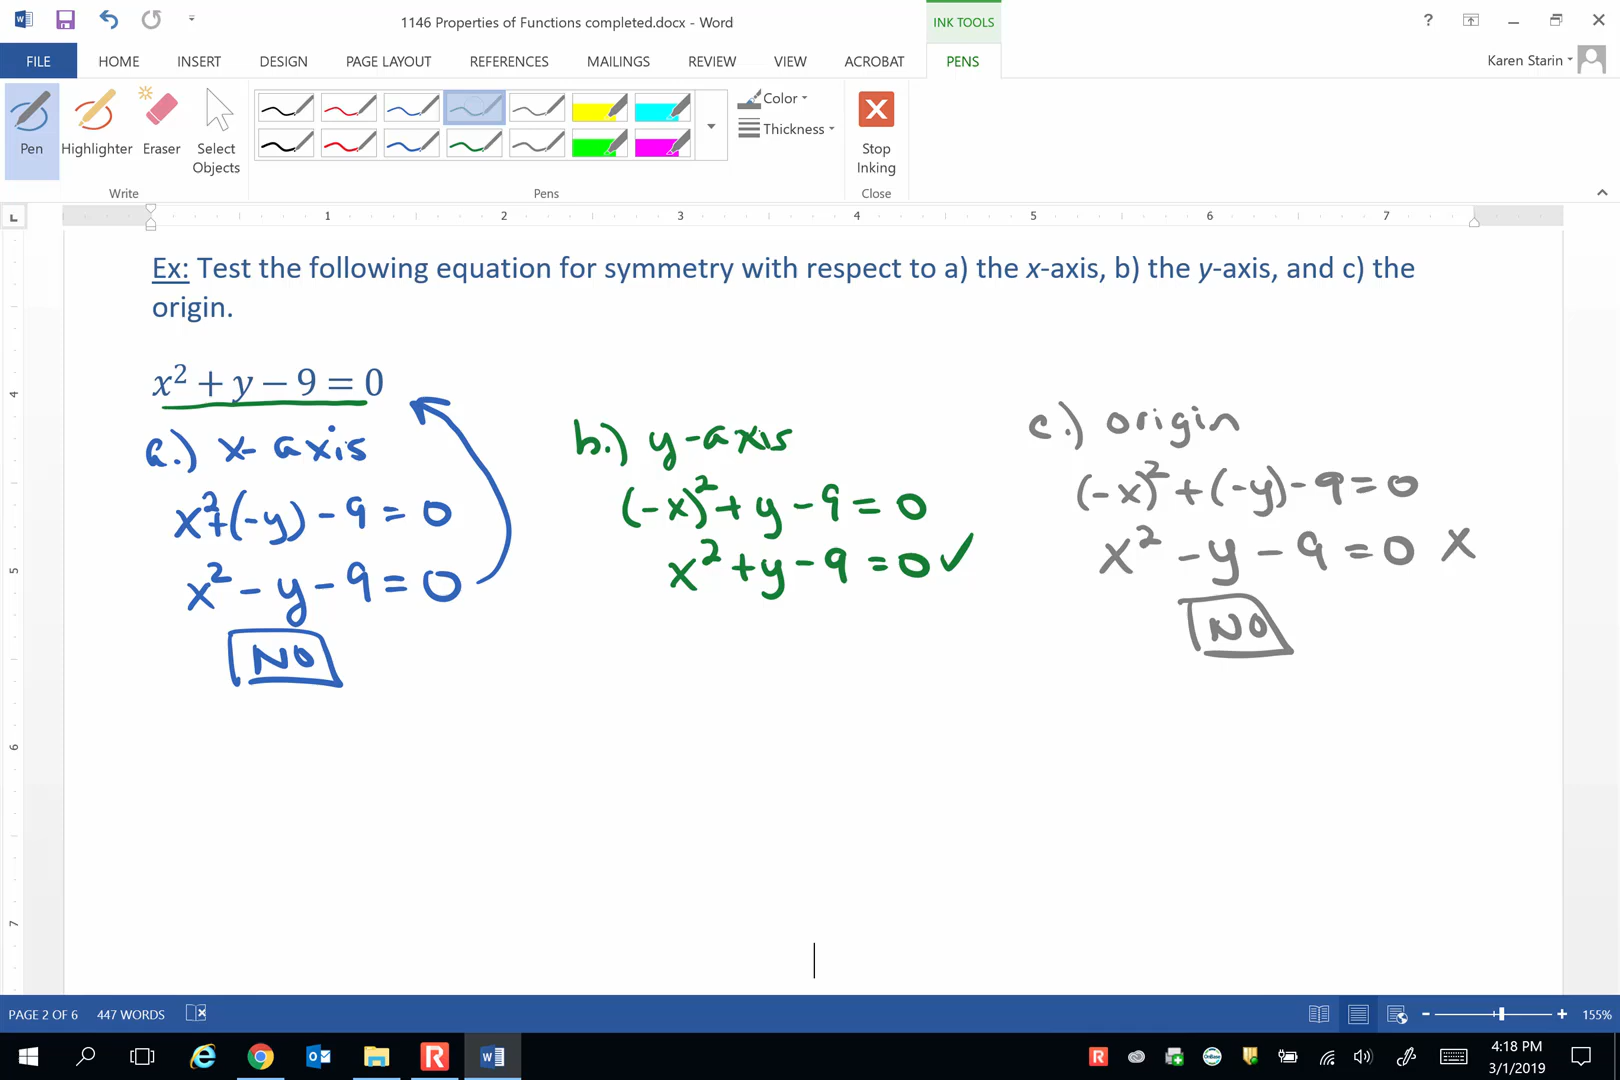 1146 Properties of Functions completed.docx - Word
INK TOOLS
?
FILE
HOME
INSERT
DESIGN
PAGE LAYOUT
REFERENCES
MAILINGS
REVIEW
VIEW
ACROBAT
PENS
Karen Starin
Pen
Highlighter
Eraser
Select
Objects
Color
Thickness
Stop
Inking
Write
Pens
Close
L
1 2 3 4 5 6 7
Ex: Test the following equation for symmetry with respect to a) the x-axis, b) the y-axis, and c) the
origin.
x² + y − 9 = 0
a.) x-axis
x²+(-y) - 9 = 0
x² - y - 9 = 0
NO
b.) y-axis
(-x)² + y - 9 = 0
x² + y - 9 = 0 ✓
c.) origin
(-x)² + (-y) - 9 = 0
x² - y - 9 = 0 X
NO
4
5
6
7
PAGE 2 OF 6
447 WORDS
155%
4:18 PM
3/1/2019